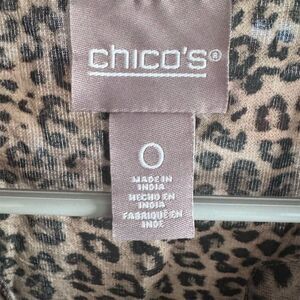 chico's®
0
MADE IN
INDIA
HECHO EN
INDIA
FABRIQUÉ EN
INDE